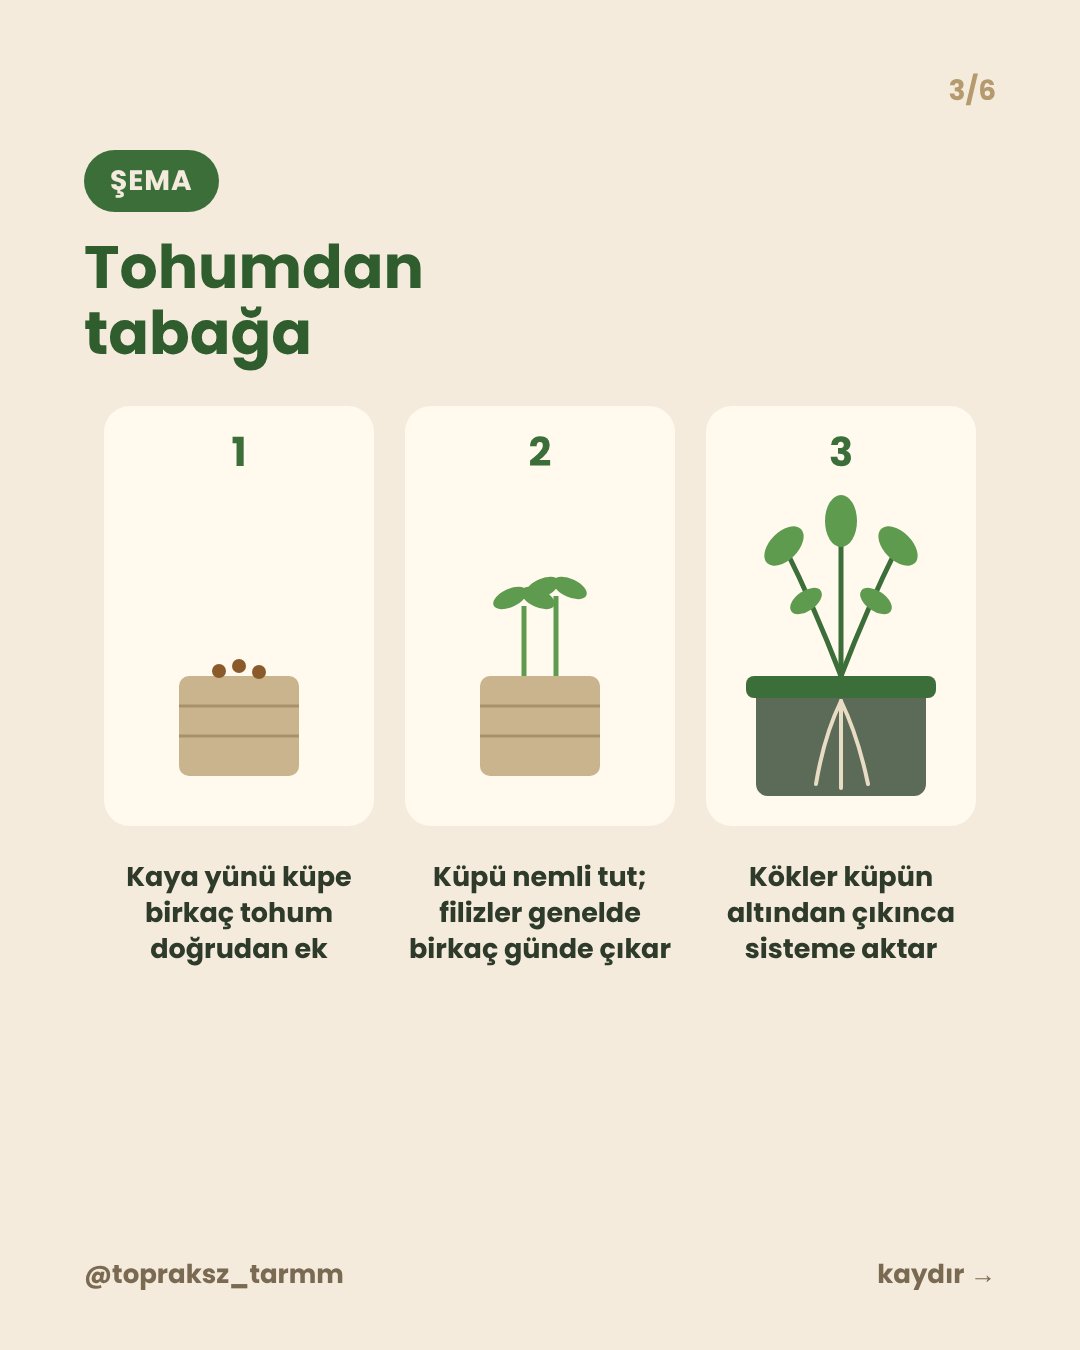 3/6
ŞEMA
Tohumdan
tabağa
1
2
3
Kaya yünü küpe
birkaç tohum
doğrudan ek
Küpü nemli tut;
filizler genelde
birkaç günde çıkar
Kökler küpün
altından çıkınca
sisteme aktar
@topraksz_tarmm
kaydır →